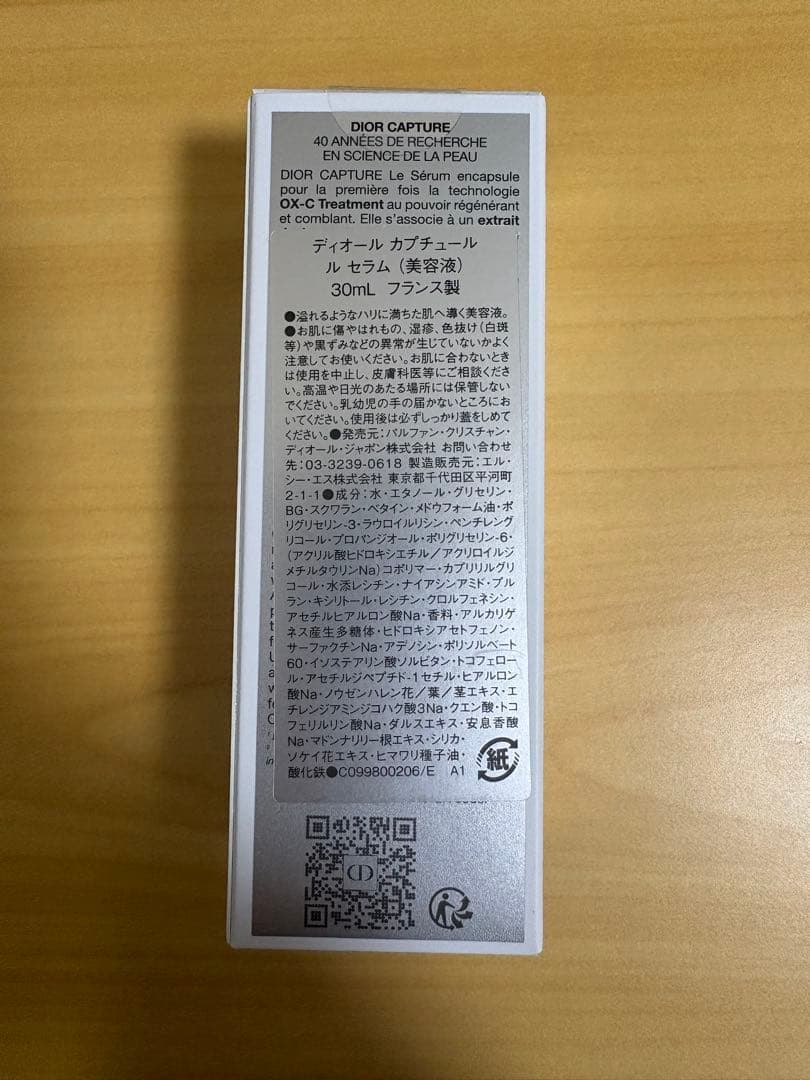 DIOR CAPTURE
40 ANNÉES DE RECHERCHE
EN SCIENCE DE LA PEAU
DIOR CAPTURE Le Sérum encapsule
pour la première fois la technologie
OX-C Treatment au pouvoir régénérant
et comblant. Elle s'associe à un extrait
ディオール カプチュール
ル セラム (美容液)
30mL フランス製
●溢れるようなハリに満ちた肌へ導く美容液。
●お肌に傷やはれもの、湿疹、色抜け(白斑
等)や黒ずみなどの異常が生じていないかよく
注意してお使いください。お肌に合わないとき
は使用を中止し、皮膚科医等にご相談くださ
い。高温や日光のあたる場所には保管しない
でください。乳幼児の手の届かないところにお
いてください。使用後は必ずしっかり蓋をしめて
ください。●発売元:パルファン・クリスチャン・
ディオール・ジャポン株式会社 お問い合わせ
先:03-3239-0618 製造販売元:エル・
シー・エス株式会社 東京都千代田区平河町
2-1-1●成分:水・エタノール・グリセリン・
BG・スクワラン・ベタイン・メドウフォーム油・ポ
リグリセリン-3・ラウロイルリシン・ペンチレング
リコール・プロパンジオール・ポリグリセリン-6・
(アクリル酸ヒドロキシエチル/アクリロイルジ
メチルタウリンNa)コポリマー・カプリリルグリ
コール・水添レシチン・ナイアシンアミド・プル
ラン・キシリトール・レシチン・クロルフェネシン・
アセチルヒアルロン酸Na・香料・アルカリゲ
ネス産生多糖体・ヒドロキシアセトフェノン・
サーファクチンNa・アデノシン・ポリソルベート
60・イソステアリン酸ソルビタン・トコフェロー
ル・アセチルジペプチド-1セチル・ヒアルロン
酸Na・ノウゼンハレン花/葉/茎エキス・エ
チレンジアミンジコハク酸3Na・クエン酸・トコ
フェリルリン酸Na・ダルスエキス・安息香酸
Na・マドンナリリー根エキス・シリカ・
ソケイ花エキス・ヒマワリ種子油・
酸化鉄●C099800206/E A1
紙
CD